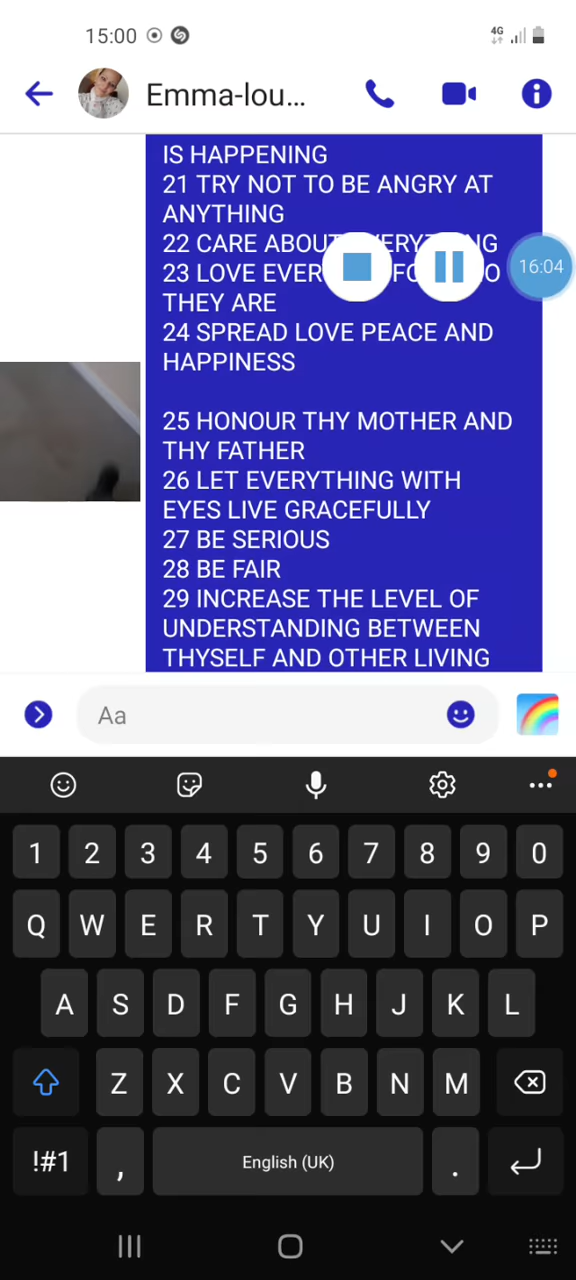 15:00
4G
Emma-lou...
IS HAPPENING
21 TRY NOT TO BE ANGRY AT
ANYTHING
22 CARE
23 LOVE
THEY ARE
24 SPREAD LOVE PEACE AND
HAPPINESS
16:04
25 HONOUR THY MOTHER AND
THY FATHER
26 LET EVERYTHING WITH
EYES LIVE GRACEFULLY
27 BE SERIOUS
28 BE FAIR
29 INCREASE THE LEVEL OF
UNDERSTANDING BETWEEN
THYSELF AND OTHER LIVING
Aa
1 2 3 4 5 6 7 8 9 0
Q W E R T Y U I O P
A S D F G H J K L
Z X C V B N M
!#1 , English (UK) .